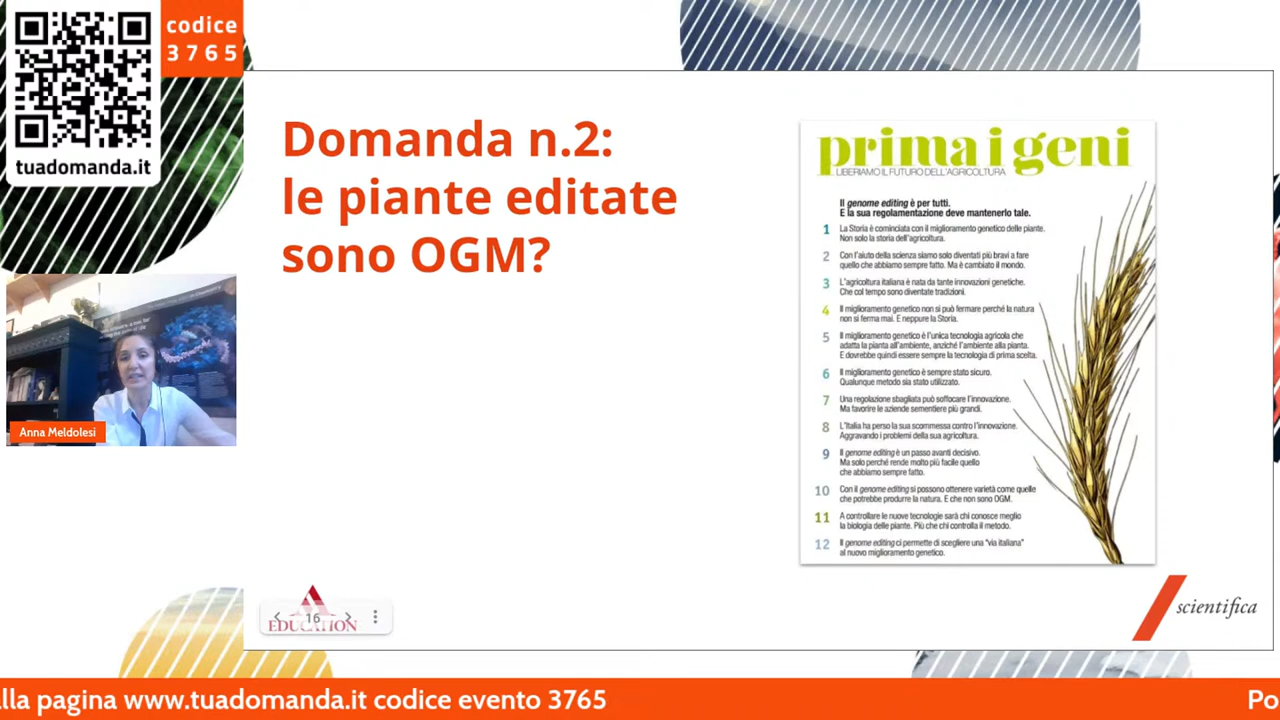 codice
3765
tuadomanda.it
Domanda n.2:
le piante editate
sono OGM?
prima i geni
LIBERIAMO IL FUTURO DELL'AGRICOLTURA
Il genome editing è per tutti.
E la sua regolamentazione deve mantenerlo tale.
1 La Storia è cominciata con il miglioramento genetico delle piante.
Non solo la storia dell'agricoltura.
2 Con l'aiuto della scienza siamo solo diventati più bravi a fare
quello che abbiamo sempre fatto. Ma è cambiato il mondo.
3 L'agricoltura italiana è nata da tante innovazioni genetiche.
Che col tempo sono diventate tradizioni.
4 Il miglioramento genetico non si può fermare perché la natura
non si ferma mai. E neppure la Storia.
5 Il miglioramento genetico è l'unica tecnologia agricola che
adatta la pianta all'ambiente, anziché l'ambiente alla pianta.
E dovrebbe quindi essere sempre la tecnologia di prima scelta.
6 Il miglioramento genetico è sempre stato sicuro.
Qualunque metodo sia stato utilizzato.
7 Una regolazione sbagliata può soffocare l'innovazione.
Ma favorire le aziende sementiere più grandi.
8 L'Italia ha perso la sua scommessa contro l'innovazione.
Aggravando i problemi della sua agricoltura.
9 Il genome editing è un passo avanti decisivo.
Ma solo perché rende molto più facile quello
che abbiamo sempre fatto.
10 Con il genome editing si possono ottenere varietà come quelle
che potrebbe produrre la natura. E che non sono OGM.
11 A controllare le nuove tecnologie sarà chi conosce meglio
la biologia delle piante. Più che chi controlla il metodo.
12 Il genome editing ci permette di scegliere una "via italiana"
al nuovo miglioramento genetico.
Anna Meldolesi
16
EDUCATION
scientifica
lla pagina www.tuadomanda.it codice evento 3765
Po